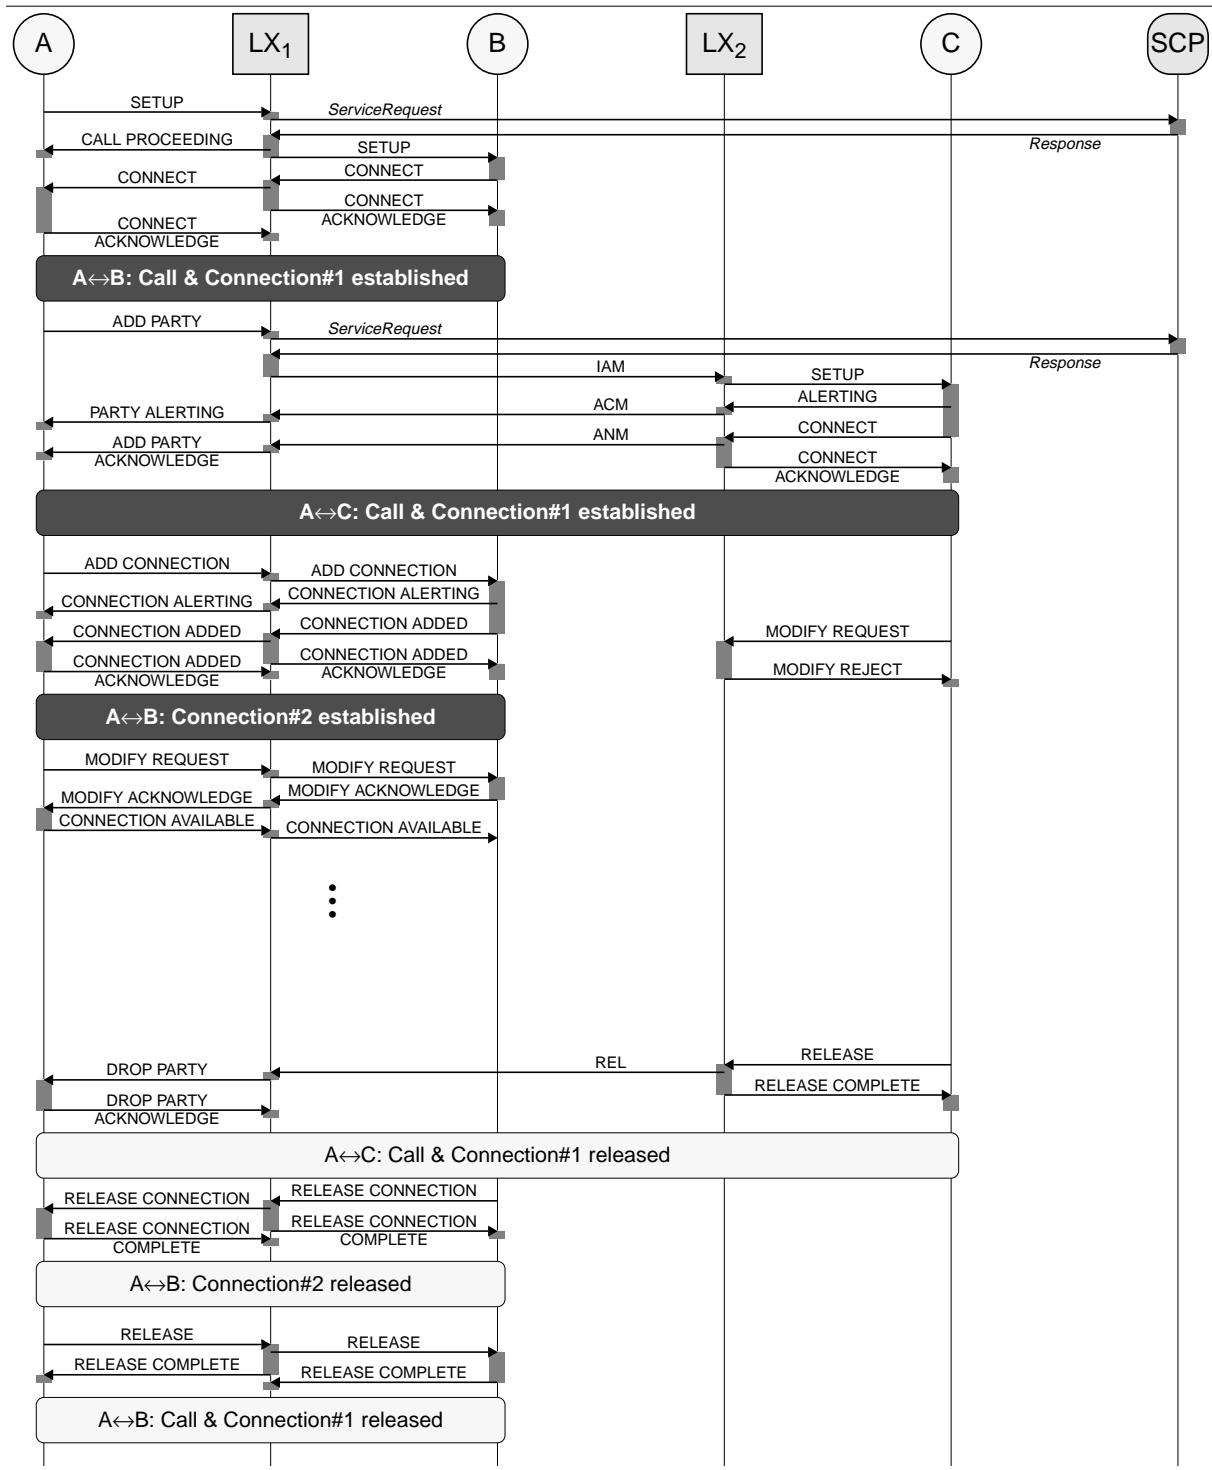 A LX1 B LX2 C SCP
SETUP
ServiceRequest
CALL PROCEEDING
Response
SETUP
CONNECT
CONNECT
CONNECT
ACKNOWLEDGE
CONNECT
ACKNOWLEDGE
A↔B: Call & Connection#1 established
ADD PARTY
ServiceRequest
Response
IAM
SETUP
ALERTING
ACM
PARTY ALERTING
CONNECT
ANM
ADD PARTY
ACKNOWLEDGE
CONNECT
ACKNOWLEDGE
A↔C: Call & Connection#1 established
ADD CONNECTION
ADD CONNECTION
CONNECTION ALERTING
CONNECTION ALERTING
CONNECTION ADDED
CONNECTION ADDED
MODIFY REQUEST
CONNECTION ADDED
ACKNOWLEDGE
CONNECTION ADDED
ACKNOWLEDGE
MODIFY REJECT
A↔B: Connection#2 established
MODIFY REQUEST
MODIFY REQUEST
MODIFY ACKNOWLEDGE
MODIFY ACKNOWLEDGE
CONNECTION AVAILABLE
CONNECTION AVAILABLE
RELEASE
REL
DROP PARTY
RELEASE COMPLETE
DROP PARTY
ACKNOWLEDGE
A↔C: Call & Connection#1 released
RELEASE CONNECTION
RELEASE CONNECTION
RELEASE CONNECTION
COMPLETE
RELEASE CONNECTION
COMPLETE
A↔B: Connection#2 released
RELEASE
RELEASE
RELEASE COMPLETE
RELEASE COMPLETE
A↔B: Call & Connection#1 released